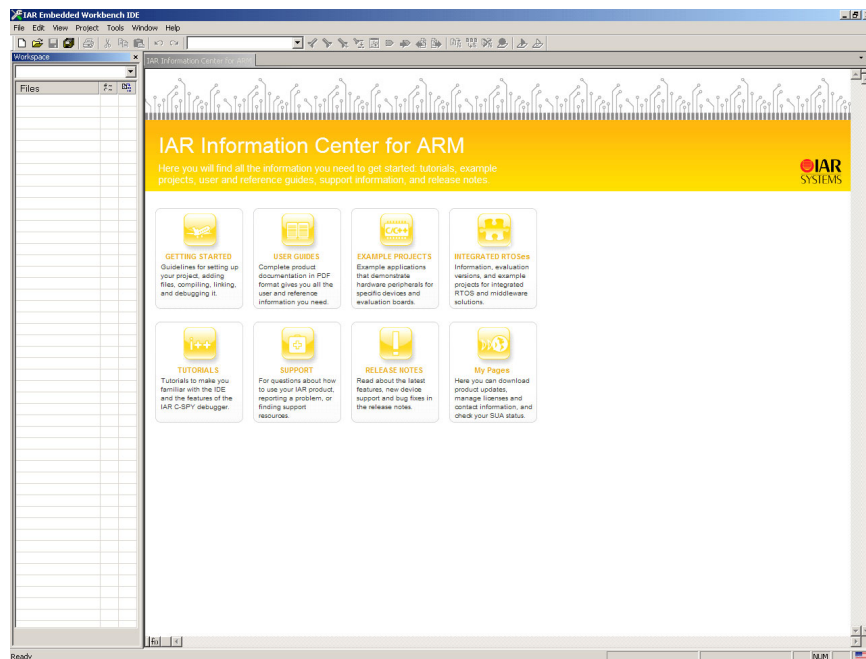 IAR Embedded Workbench IDE
File Edit View Project Tools Window Help
Workspace
IAR Information Center for ARM
Files
IAR Information Center for ARM
Here you will find all the information you need to get started: tutorials, example
projects, user and reference guides, support information, and release notes.
IAR
SYSTEMS
GETTING STARTED
Guidelines for setting up
your project, adding
files, compiling, linking,
and debugging it.
USER GUIDES
Complete product
documentation in PDF
format gives you all the
user and reference
information you need.
C/C++
EXAMPLE PROJECTS
Example applications
that demonstrate
hardware peripherals for
specific devices and
evaluation boards.
INTEGRATED RTOSes
Information, evaluation
versions, and example
projects for integrated
RTOS and middleware
solutions.
i++
TUTORIALS
Tutorials to make you
familiar with the IDE
and the features of the
IAR C-SPY debugger.
SUPPORT
For questions about how
to use your IAR product,
reporting a problem, or
finding support
resources.
RELEASE NOTES
Read about the latest
features, new device
support and bug fixes in
the release notes.
My Pages
Here you can download
product updates,
manage licenses and
contact information, and
check your SUA status.
Ready
NUM